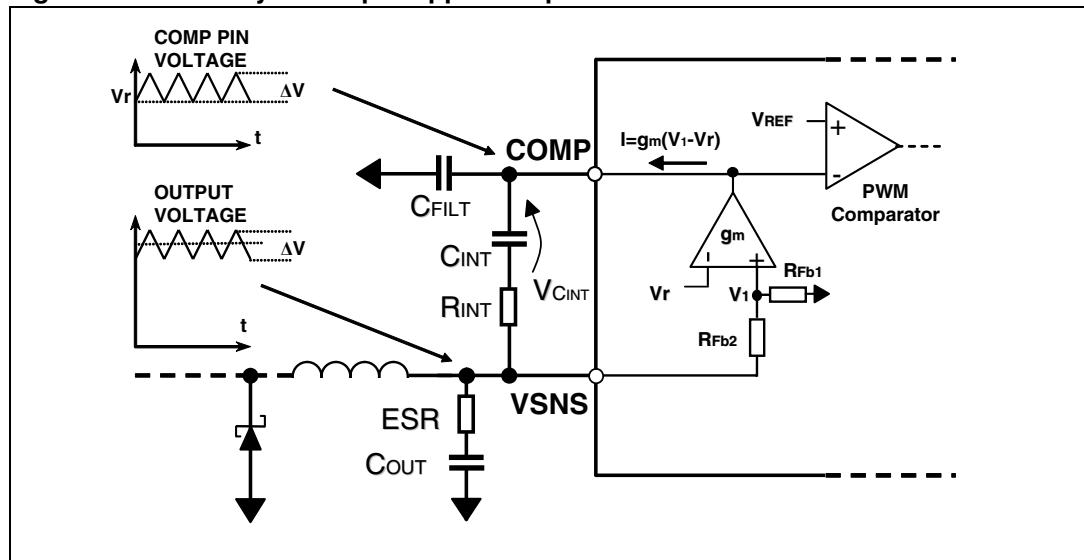 COMP PIN
VOLTAGE
Vr
ΔV
t
OUTPUT
VOLTAGE
ΔV
t
COMP
CFILT
CINT
VCINT
RINT
VSNS
ESR
COUT
I=gm(V1-Vr)
VREF
+
-
PWM
Comparator
gm
-
+
Vr
V1
RFb1
RFb2